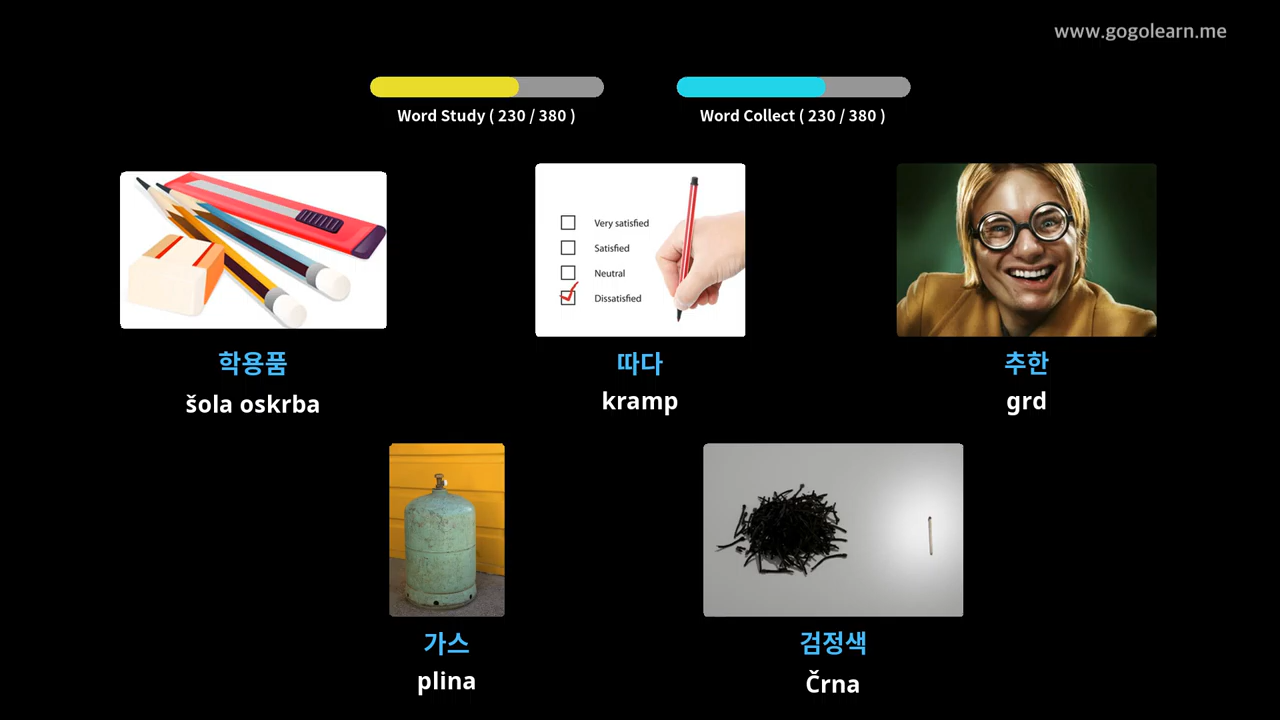 www.gogolearn.me
Word Study ( 230 / 380 )
Word Collect ( 230 / 380 )
Very satisfied
Satisfied
Neutral
Dissatisfied
학용품
따다
추한
šola oskrba
kramp
grd
가스
검정색
plina
Črna